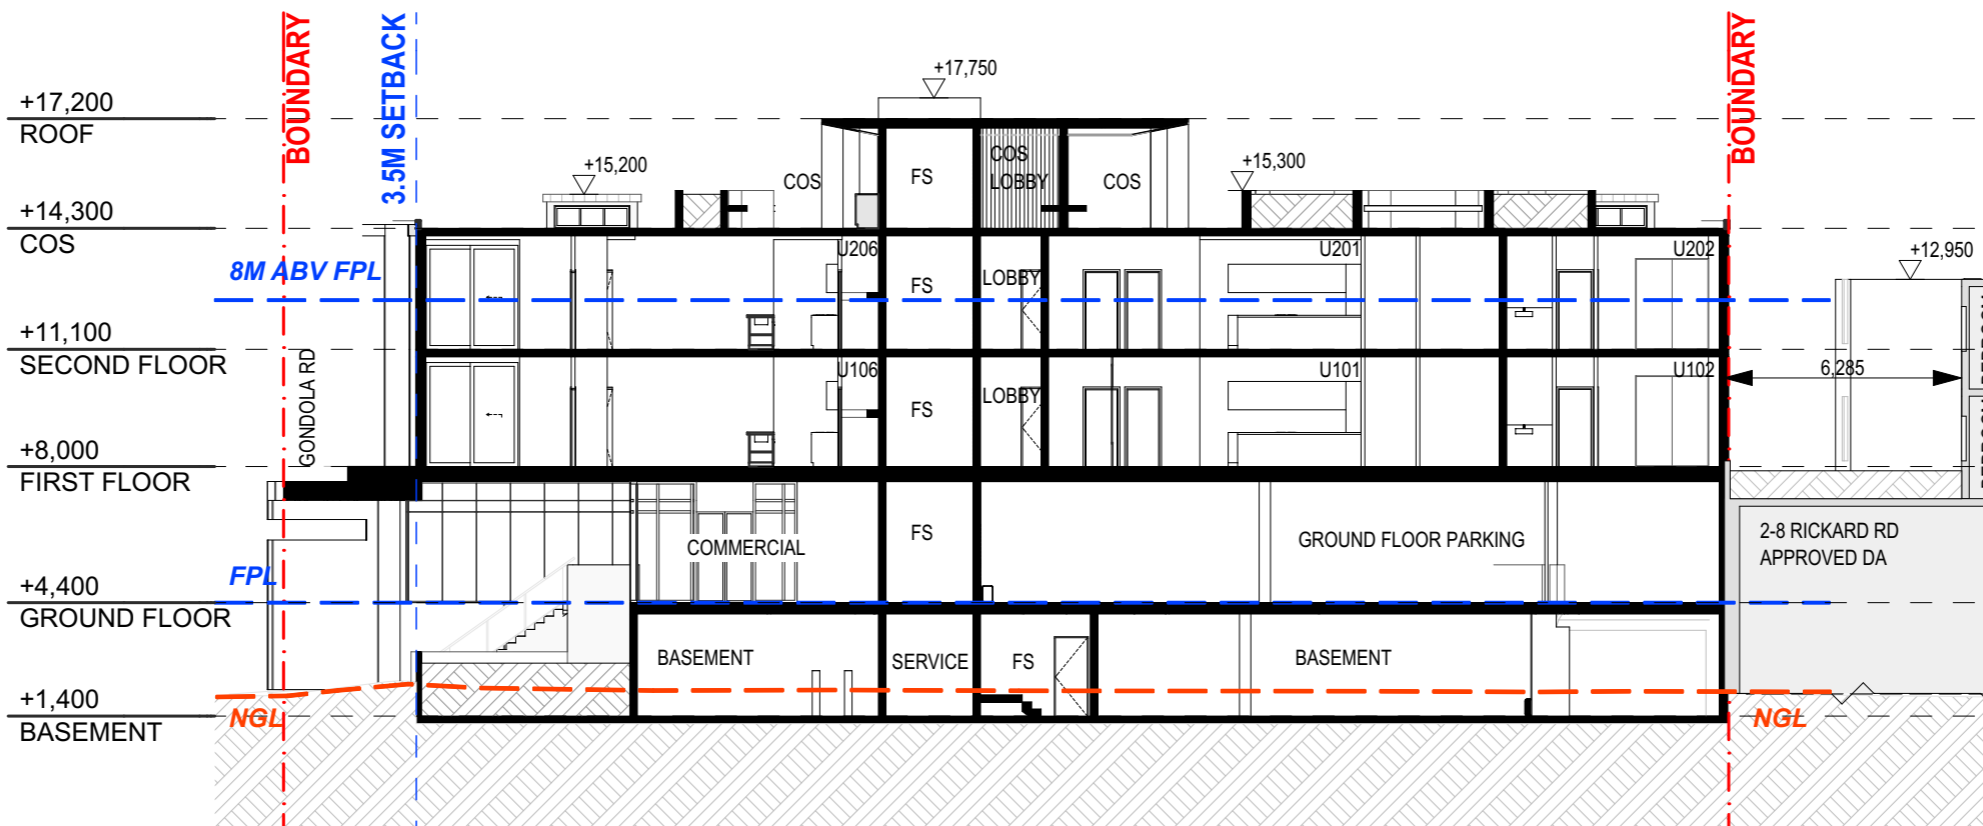 BOUNDARY
3.5M SETBACK
BOUNDARY
+17,750
+17,200
ROOF
+15,200
COS
FS
COS
LOBBY
COS
+15,300
+14,300
COS
8M ABV FPL
U206
FS
LOBBY
U201
U202
+12,950
+11,100
SECOND FLOOR
GONDOLA RD
U106
FS
LOBBY
U101
U102
6,285
+8,000
FIRST FLOOR
COMMERCIAL
FS
GROUND FLOOR PARKING
2-8 RICKARD RD
APPROVED DA
FPL
+4,400
GROUND FLOOR
BASEMENT
SERVICE
FS
BASEMENT
+1,400
BASEMENT
NGL
NGL